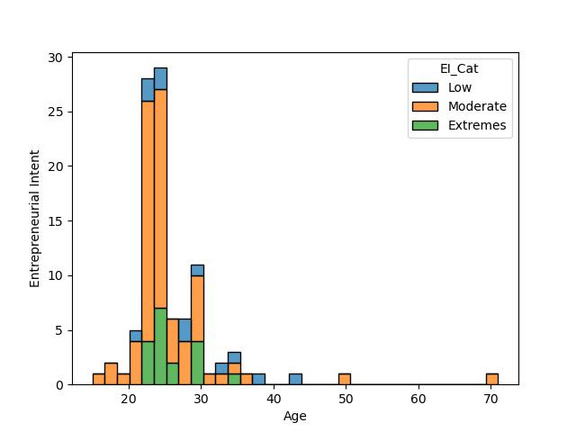 EI_Cat
Low
Moderate
Extremes
Entrepreneurial Intent
30
25
20
15
10
5
0
20 30 40 50 60 70
Age